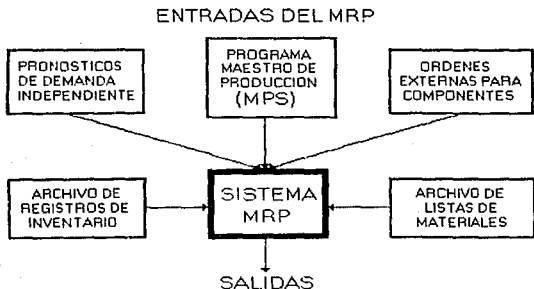 ENTRADAS DEL MRP
PRONOSTICOS
DE DEMANDA
INDEPENDIENTE
PROGRAMA
MAESTRO DE
PRODUCCION
(MPS)
ORDENES
EXTERNAS PARA
COMPONENTES
ARCHIVO DE
REGISTROS DE
INVENTARIO
SISTEMA
MRP
ARCHIVO DE
LISTAS DE
MATERIALES
SALIDAS